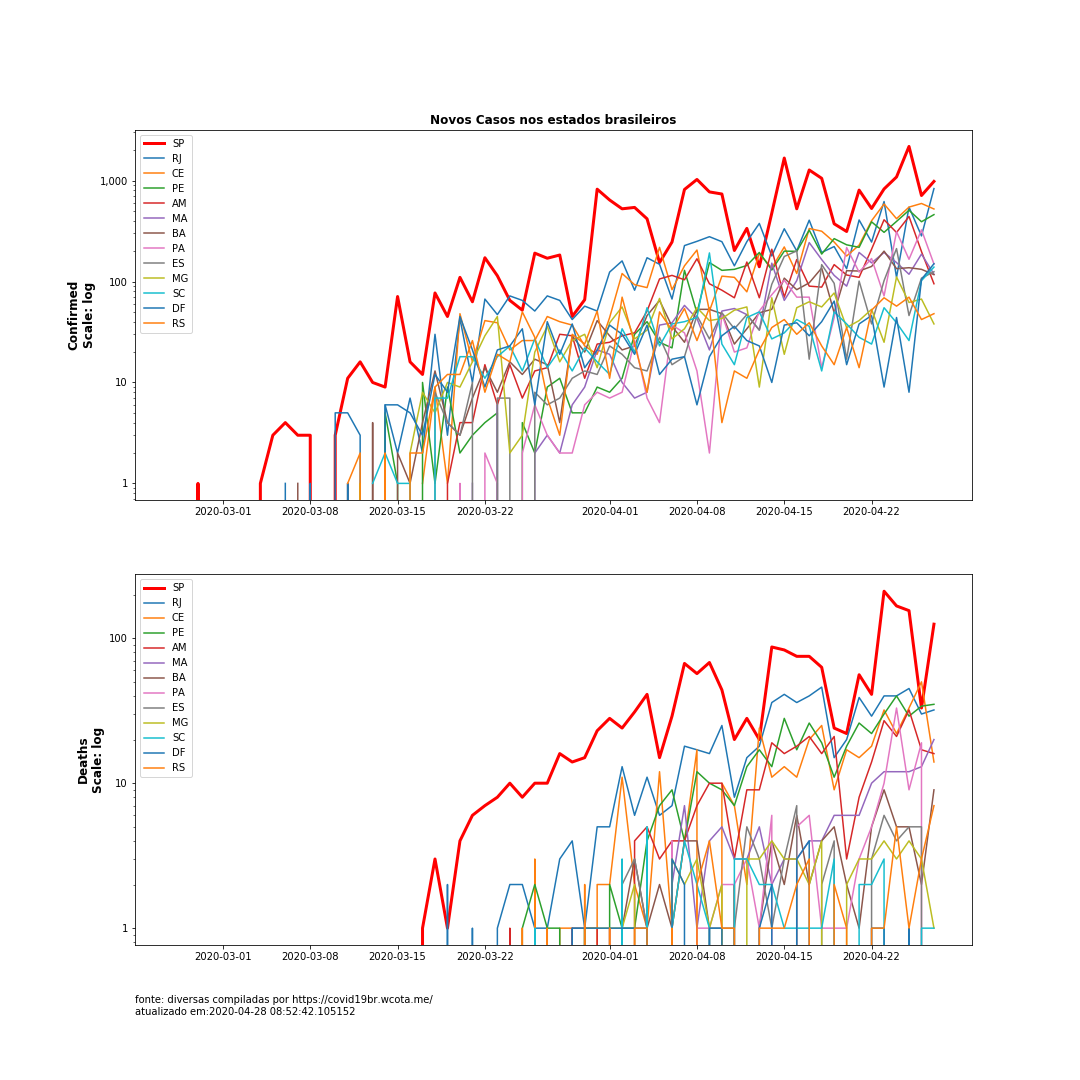 Novos Casos nos estados brasileiros
Confirmed
Scale: log
1,000
100
10
1
SP
RJ
CE
PE
AM
MA
BA
PA
ES
MG
SC
DF
RS
2020-03-01
2020-03-08
2020-03-15
2020-03-22
2020-04-01
2020-04-08
2020-04-15
2020-04-22
Deaths
Scale: log
100
10
1
SP
RJ
CE
PE
AM
MA
BA
PA
ES
MG
SC
DF
RS
2020-03-01
2020-03-08
2020-03-15
2020-03-22
2020-04-01
2020-04-08
2020-04-15
2020-04-22
fonte: diversas compiladas por https://covid19br.wcota.me/
atualizado em:2020-04-28 08:52:42.105152